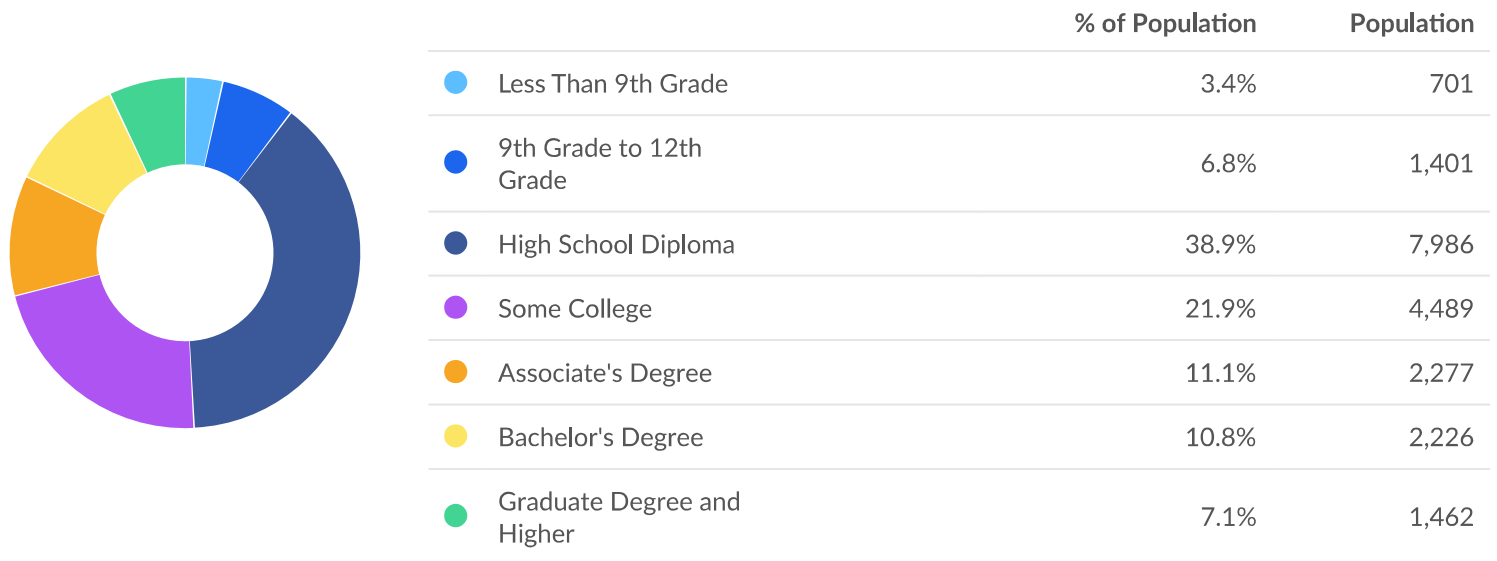 % of Population Population
Less Than 9th Grade 3.4% 701
9th Grade to 12th
Grade 6.8% 1,401
High School Diploma 38.9% 7,986
Some College 21.9% 4,489
Associate's Degree 11.1% 2,277
Bachelor's Degree 10.8% 2,226
Graduate Degree and
Higher 7.1% 1,462